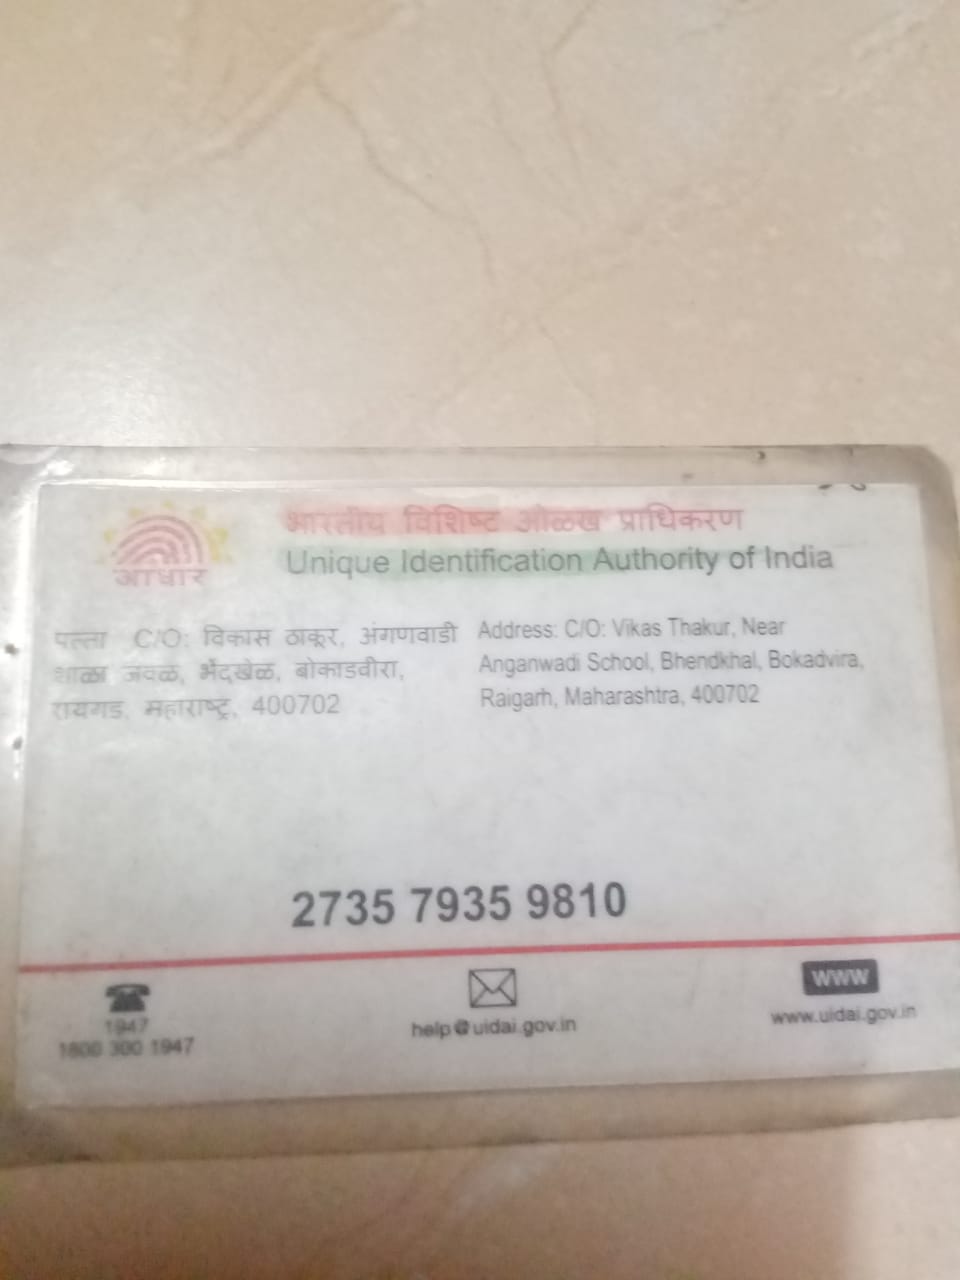 आधार
भारतीय विशिष्ट ओळख प्राधिकरण
Unique Identification Authority of India
पत्ता C/O: विकास ठाकूर, अंगणवाडी
शाळा जवळ, भेंदखेळ, बोकाडवीरा,
रायगड, महाराष्ट्र, 400702
Address: C/O: Vikas Thakur, Near
Anganwadi School, Bhendkhal, Bokadvira,
Raigarh, Maharashtra, 400702
2735 7935 9810
1947
1800 300 1947
help@uidai.gov.in
www
www.uidai.gov.in